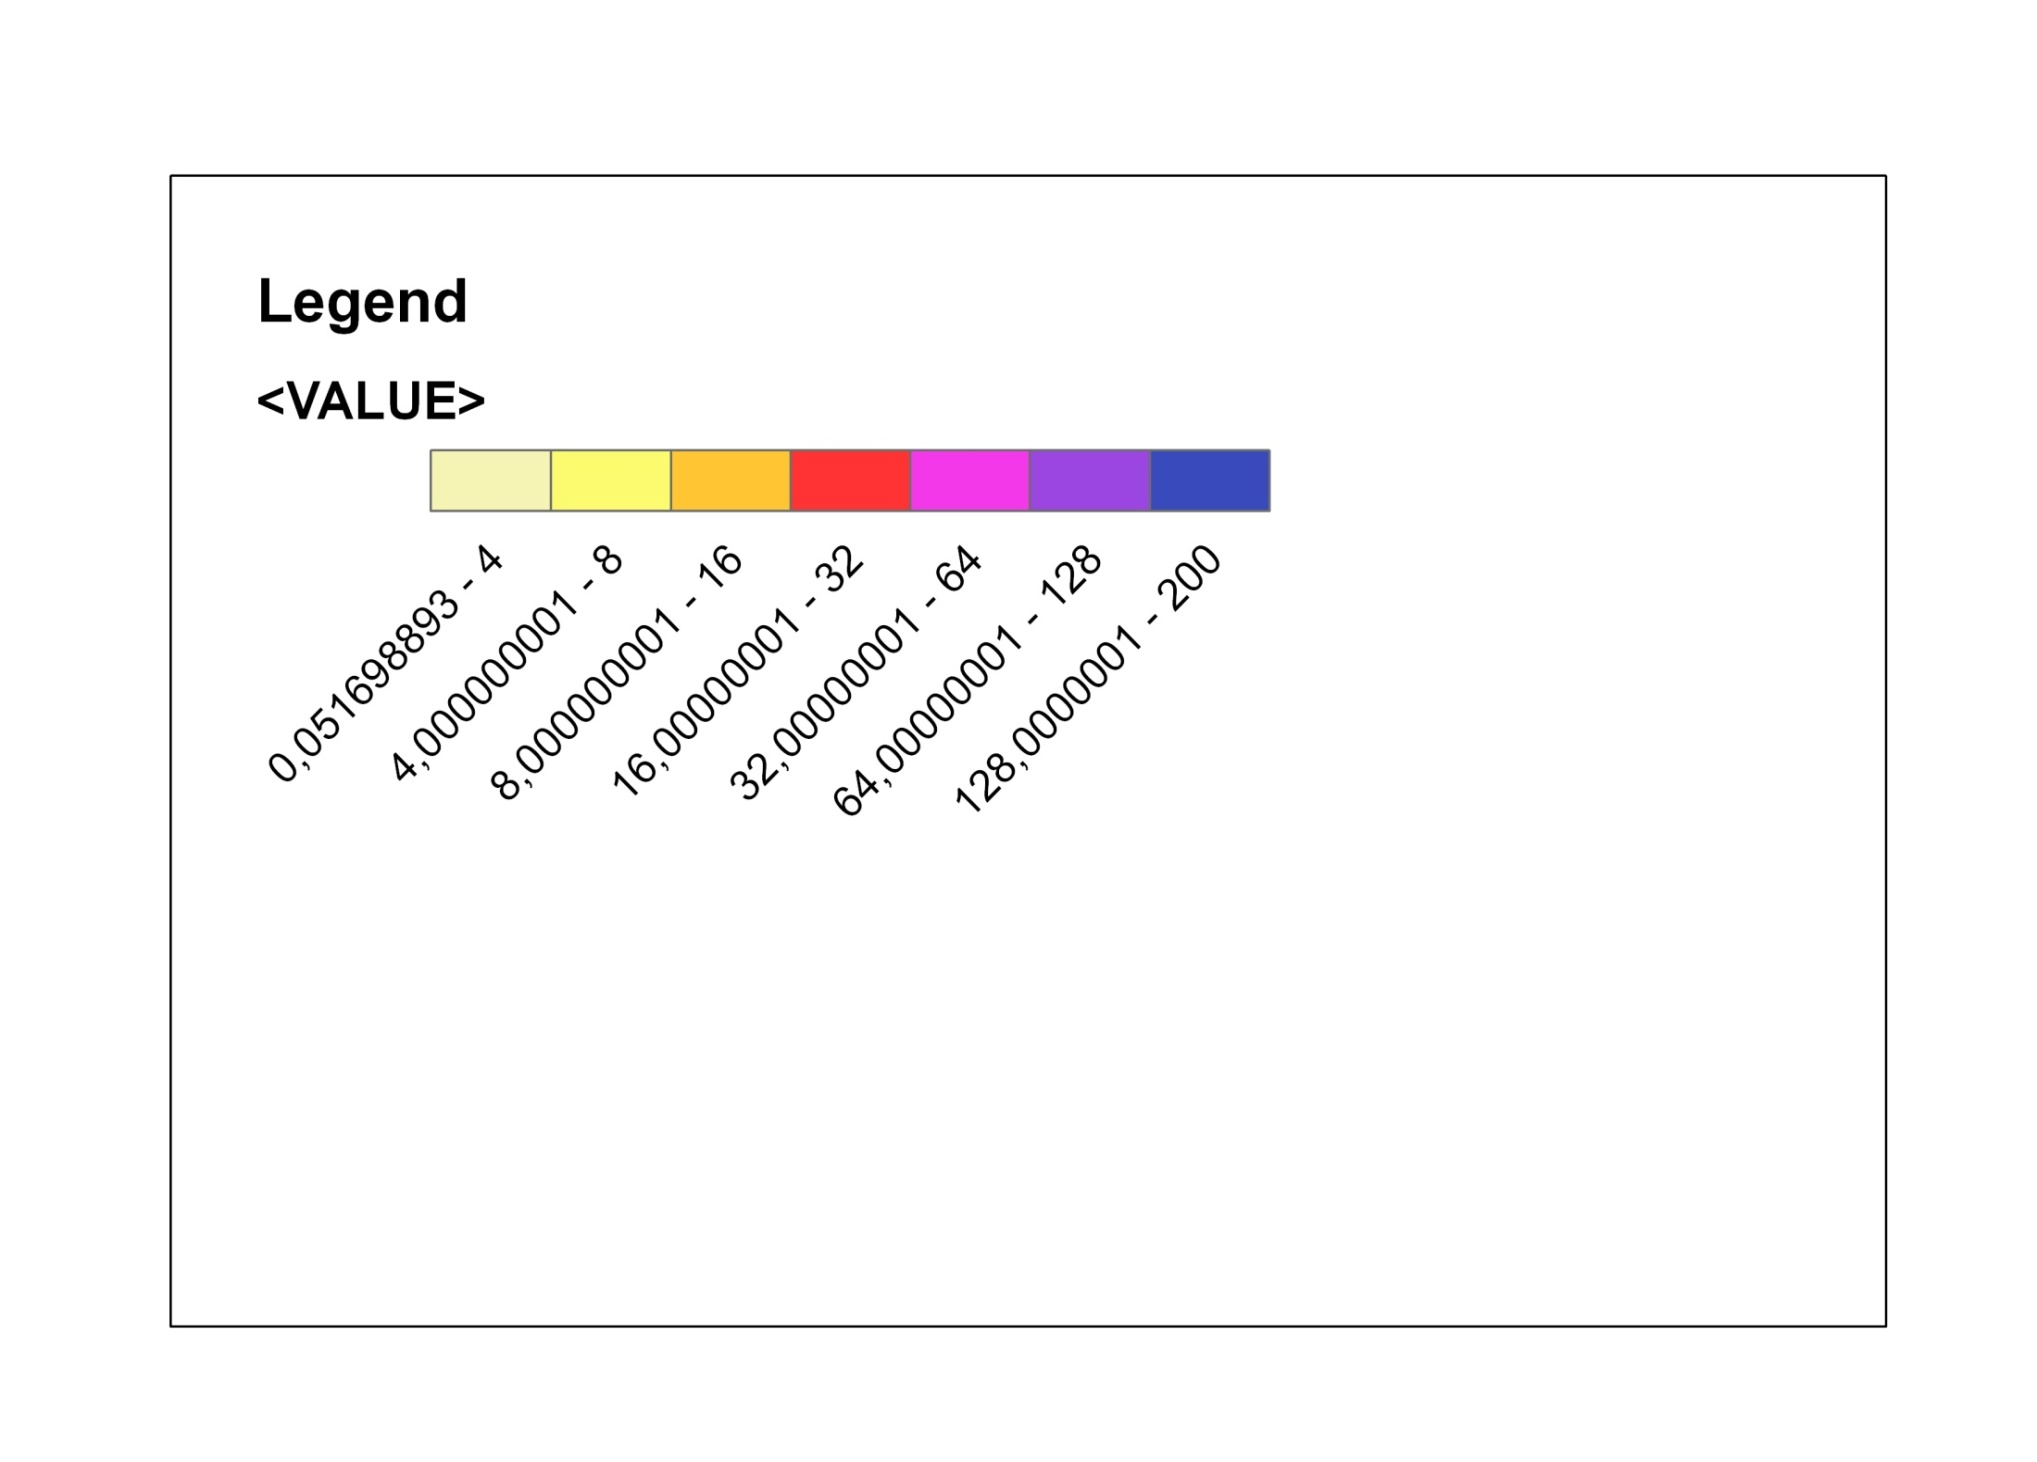 Legend
<VALUE>
0,051698893 - 4
4,000000001 - 8
8,000000001 - 16
16,00000001 - 32
32,00000001 - 64
64,00000001 - 128
128,0000001 - 200